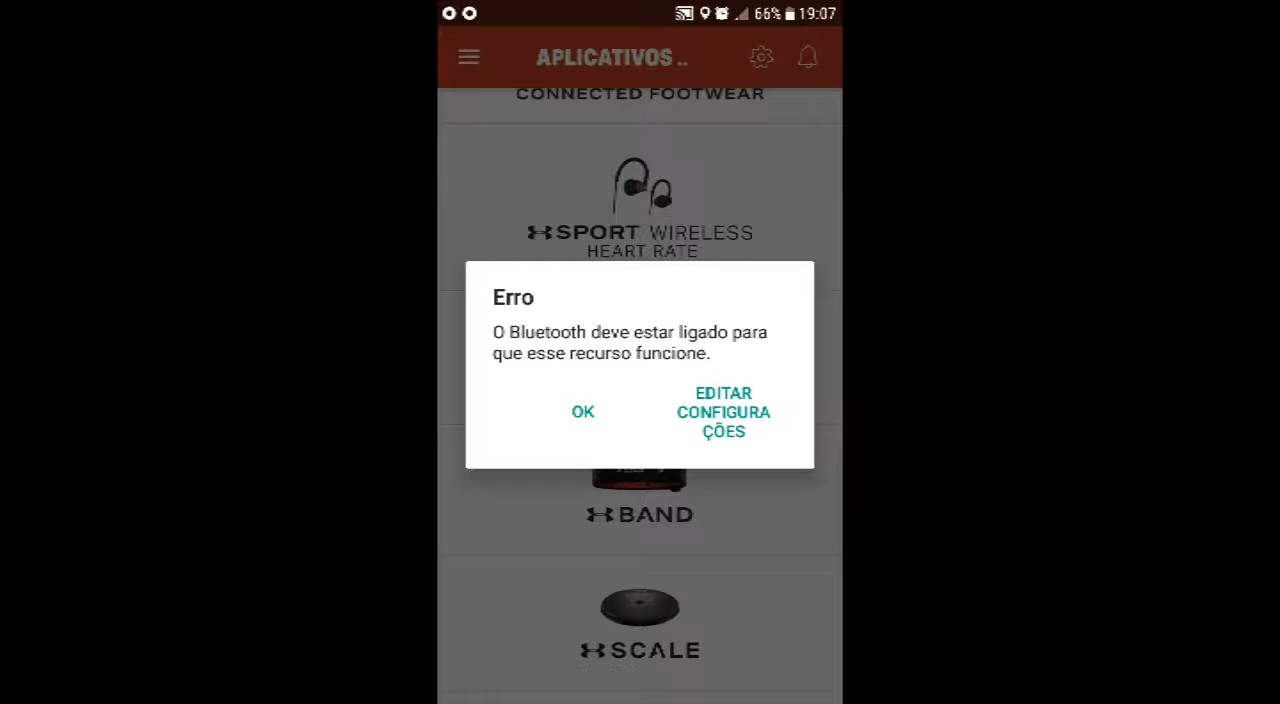 66% 19:07
APLICATIVOS ..
CONNECTED FOOTWEAR
SPORT WIRELESS
HEART RATE
Erro
O Bluetooth deve estar ligado para
que esse recurso funcione.
OK
EDITAR
CONFIGURA
ÇÕES
BAND
SCALE